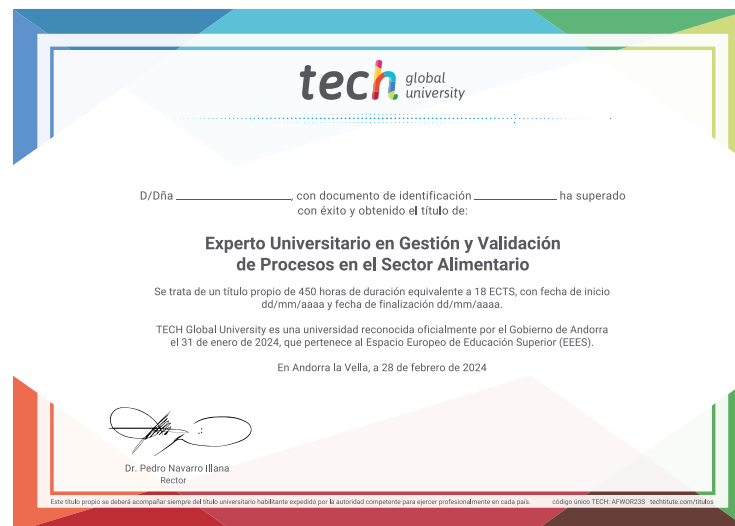 tech global university
D/Dña ______________, con documento de identificación __________ ha superado
con éxito y obtenido el título de:
Experto Universitario en Gestión y Validación
de Procesos en el Sector Alimentario
Se trata de un título propio de 450 horas de duración equivalente a 18 ECTS, con fecha de inicio
dd/mm/aaaa y fecha de finalización dd/mm/aaaa.
TECH Global University es una universidad reconocida oficialmente por el Gobierno de Andorra
el 31 de enero de 2024, que pertenece al Espacio Europeo de Educación Superior (EEES).
En Andorra la Vella, a 28 de febrero de 2024
Dr. Pedro Navarro Illana
Rector
Este título propio se deberá acompañar siempre del título universitario habilitante expedido por la autoridad competente para ejercer profesionalmente en cada país. código único TECH: AFWOR23S techtitute.com/titulos